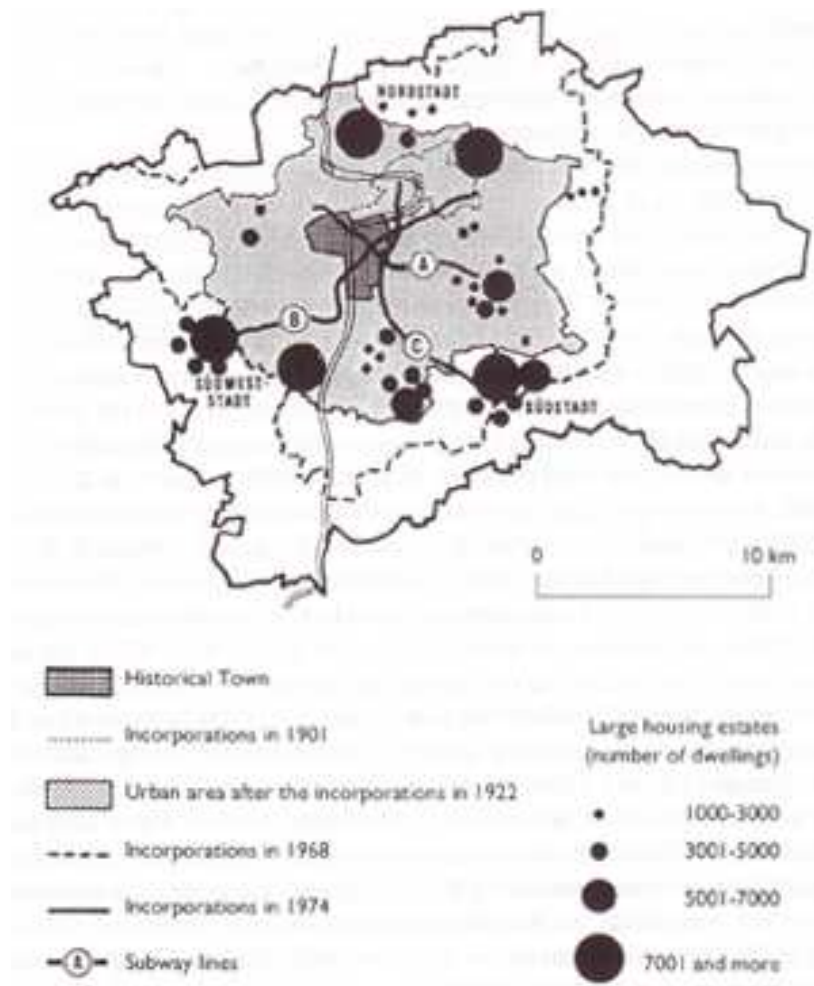 NORDSTADT
A
B
C
SÜDWEST-
STADT
SÜDSTADT
0 10 km
Historical Town
Incorporations in 1901
Urban area after the incorporations in 1922
Incorporations in 1968
Incorporations in 1974
A Subway lines
Large housing estates
(number of dwellings)
1000-3000
3001-5000
5001-7000
7001 and more